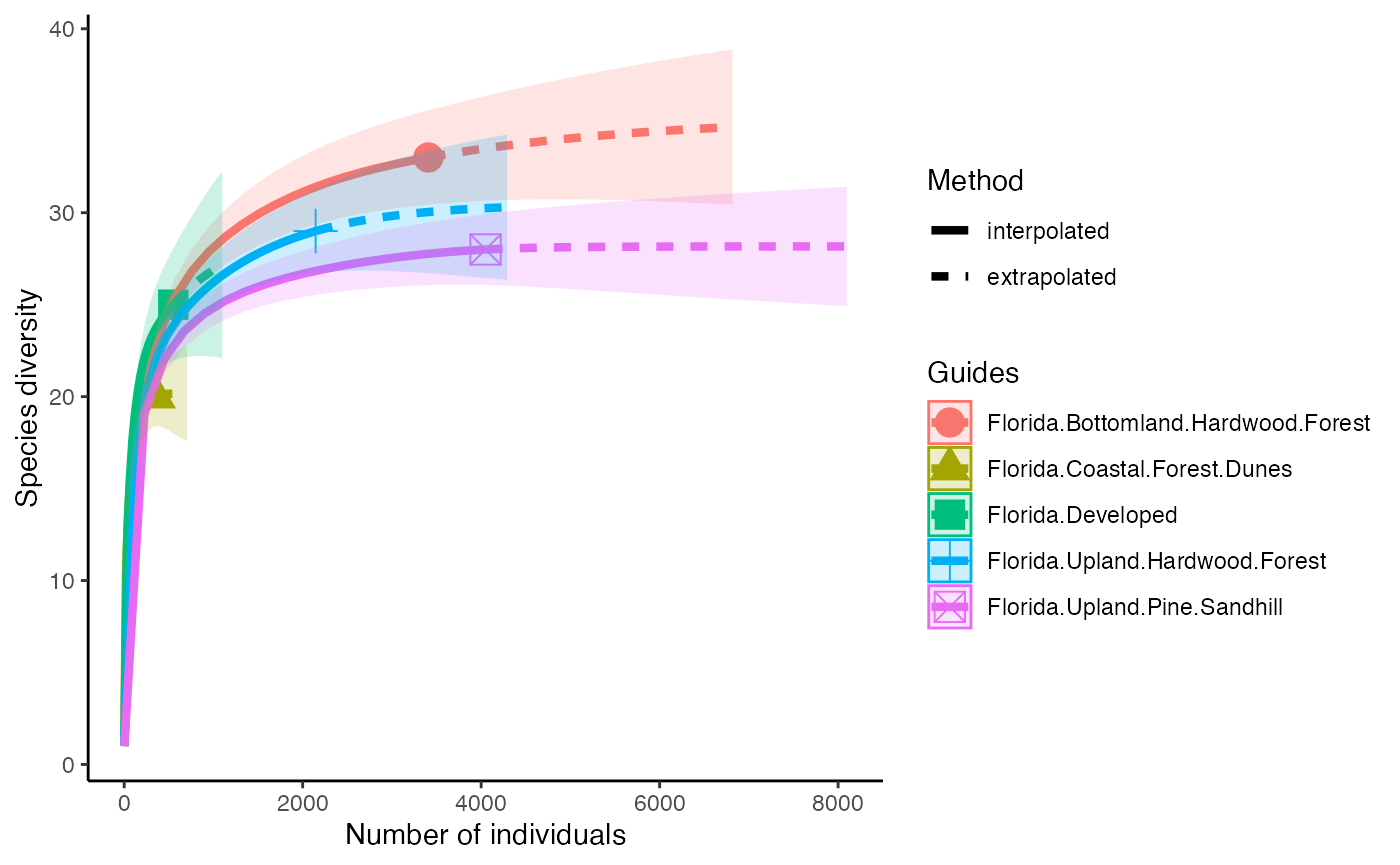 40
30
20
10
0
Species diversity
0 2000 4000 6000 8000
Number of individuals
Method
interpolated
extrapolated
Guides
Florida.Bottomland.Hardwood.Forest
Florida.Coastal.Forest.Dunes
Florida.Developed
Florida.Upland.Hardwood.Forest
Florida.Upland.Pine.Sandhill